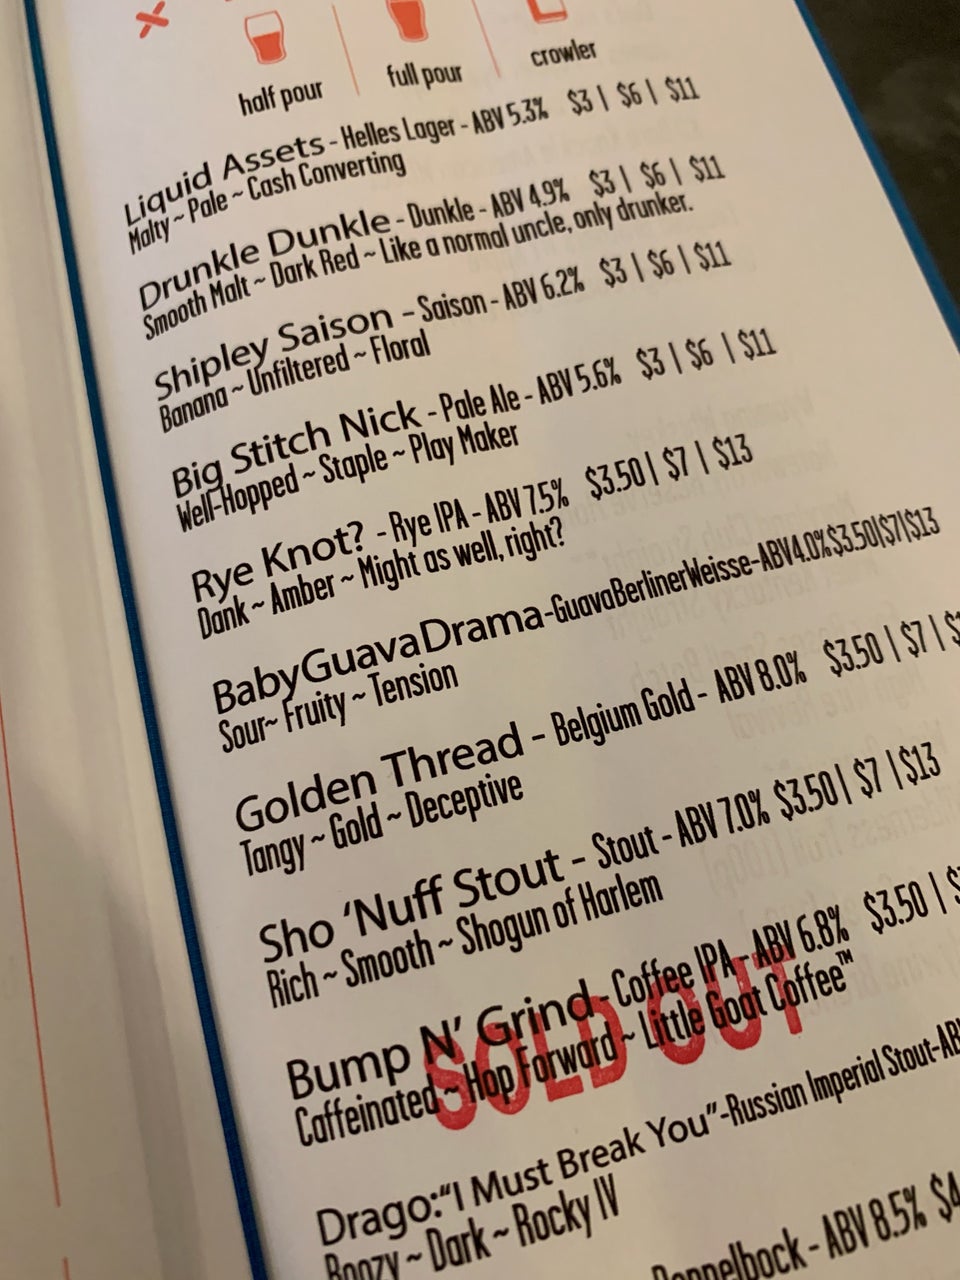 half pour
full pour
crowler
Liquid Assets - Helles Lager - ABV 5.3% $3 | $6 | $11
Malty ~ Pale ~ Cash Converting
Drunkle Dunkle - Dunkle - ABV 4.9% $3 | $6 | $11
Smooth Malt ~ Dark Red ~ Like a normal uncle, only drunker.
Shipley Saison - Saison - ABV 6.2% $3 | $6 | $11
Banana ~ Unfiltered ~ Floral
Big Stitch Nick - Pale Ale - ABV 5.6% $3 | $6 | $11
Well-Hopped ~ Staple ~ Play Maker
Rye Knot? - Rye IPA - ABV 7.5% $3.50 | $7 | $13
Dank ~ Amber ~ Might as well, right?
Baby Guava Drama-GuavaBerlinerWeisse-ABV4.0%$3.50|$7|$13
Sour~ Fruity ~ Tension
Golden Thread - Belgium Gold - ABV 8.0% $3.50 | $7 |
Tangy ~ Gold ~ Deceptive
Sho 'Nuff Stout - Stout - ABV 7.0% $3.50 | $7 | $13
Rich ~ Smooth ~ Shogun of Harlem
Bump N' Grind - Coffee IPA - ABV 6.8% $3.50 |
Caffeinated ~ Hop Forward ~ Little Goat Coffee™
SOLD OUT
Drago:"I Must Break You"-Russian Imperial Stout-AB
Boozy ~ Dark ~ Rocky IV
Doppelbock - ABV 8.5% $4